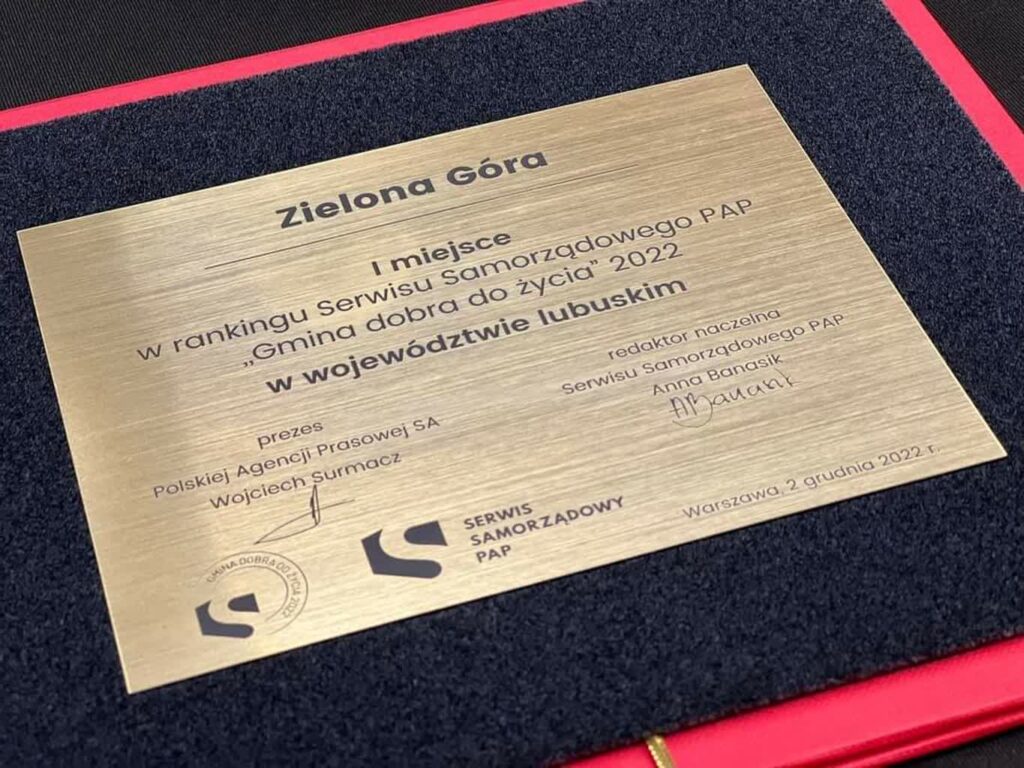 Zielona Góra
I miejsce
w rankingu Serwisu Samorządowego PAP
„Gmina dobra do życia” 2022
w województwie lubuskim
prezes
Polskiej Agencji Prasowej SA
Wojciech Surmacz
redaktor naczelna
Serwisu Samorządowego PAP
Anna Banasik
ABanasik
GMINA DOBRA DO ŻYCIA 2022
SERWIS
SAMORZĄDOWY
PAP
Warszawa, 2 grudnia 2022 r.